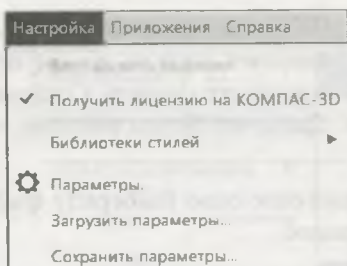 Настройка Приложения Справка
Получить лицензию на КОМПАС-3D
Библиотеки стилей
Параметры.
Загрузить параметры...
Сохранить параметры...